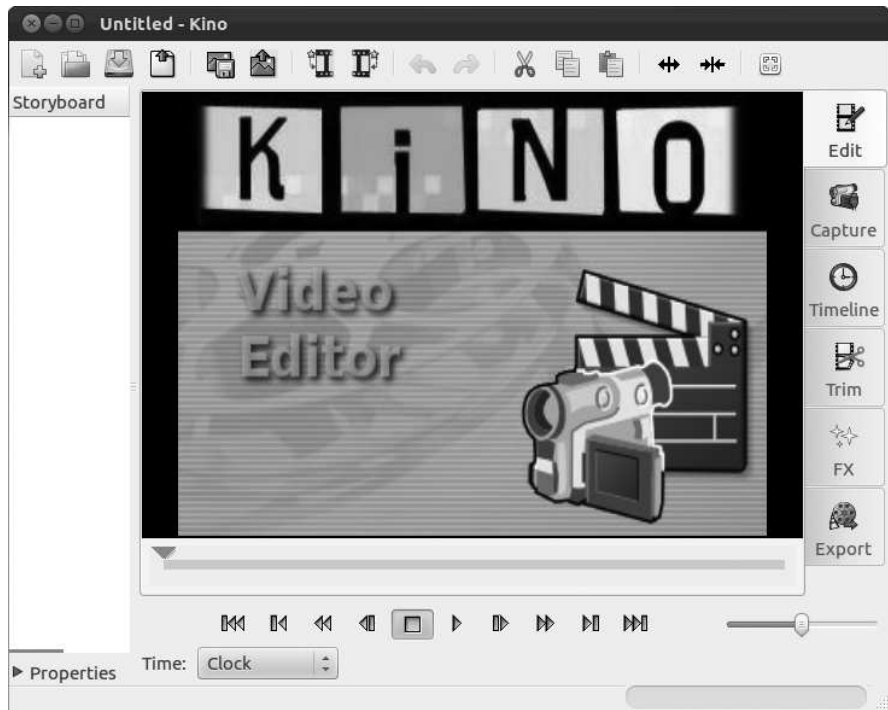 Untitled - Kino
Storyboard
KiNO
Video
Editor
Edit
Capture
Timeline
Trim
FX
Export
Properties
Time: Clock